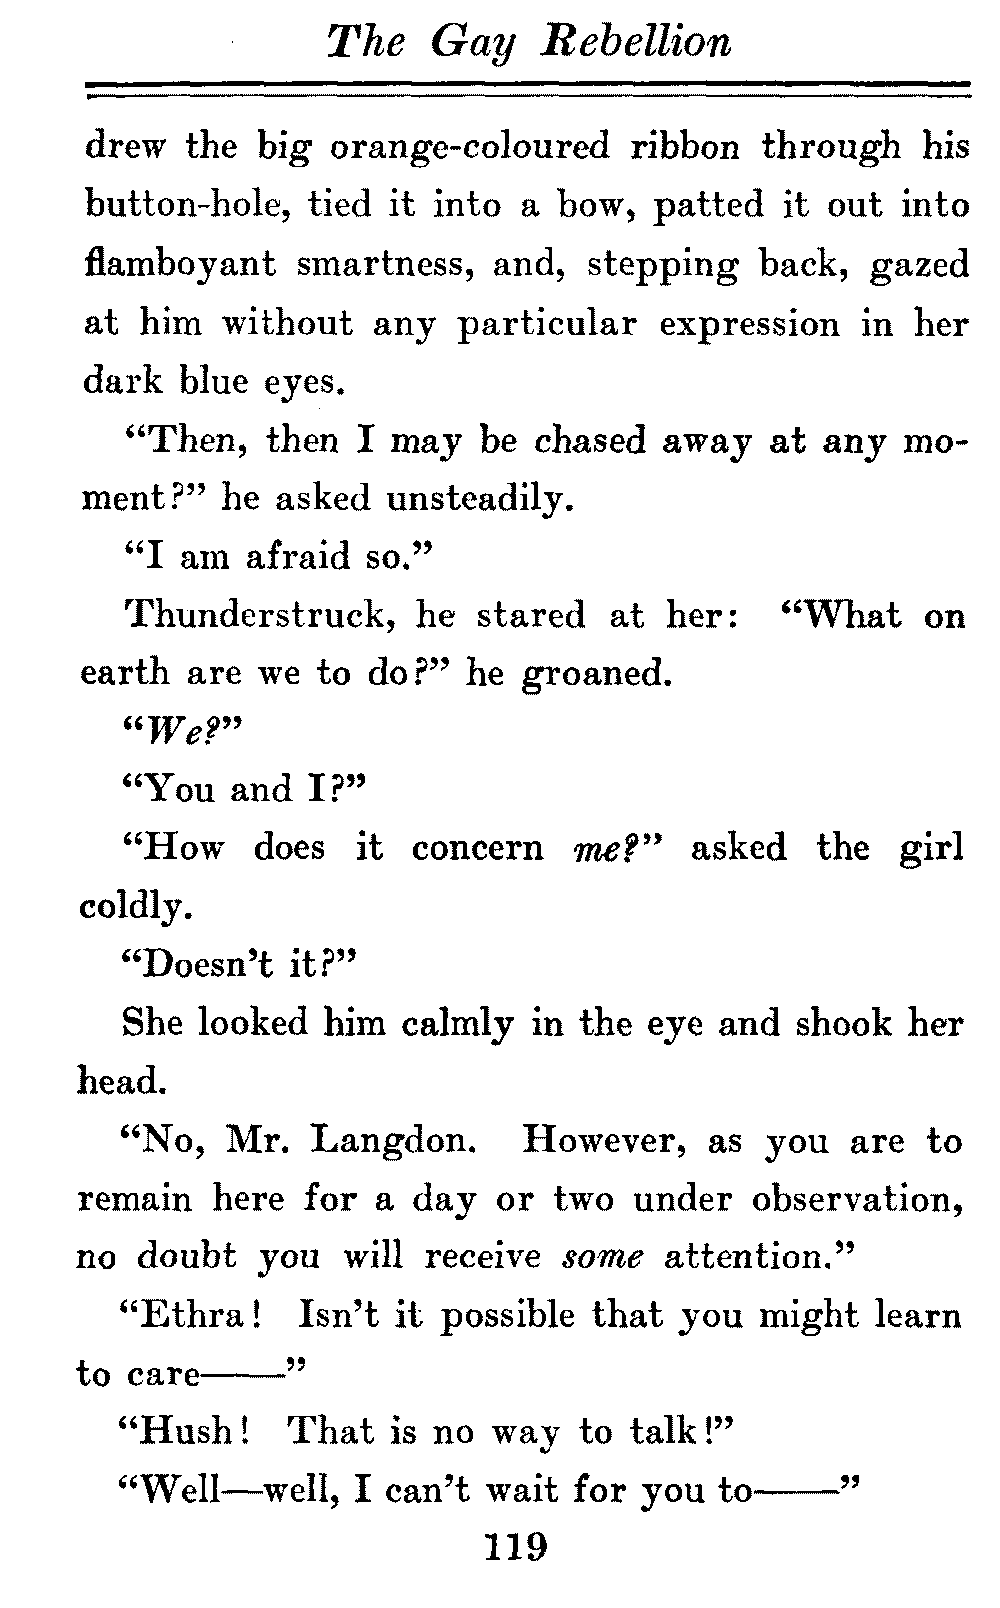 The Gay Rebellion
drew the big orange-coloured ribbon through his
button-hole, tied it into a bow, patted it out into
flamboyant smartness, and, stepping back, gazed
at him without any particular expression in her
dark blue eyes.
“Then, then I may be chased away at any mo-
ment?” he asked unsteadily.
“I am afraid so.”
Thunderstruck, he stared at her: “What on
earth are we to do?” he groaned.
“We?”
“You and I?”
“How does it concern me?” asked the girl
coldly.
“Doesn’t it?”
She looked him calmly in the eye and shook her
head.
“No, Mr. Langdon. However, as you are to
remain here for a day or two under observation,
no doubt you will receive some attention.”
“Ethra! Isn’t it possible that you might learn
to care——”
“Hush! That is no way to talk!”
“Well—well, I can’t wait for you to——”
119